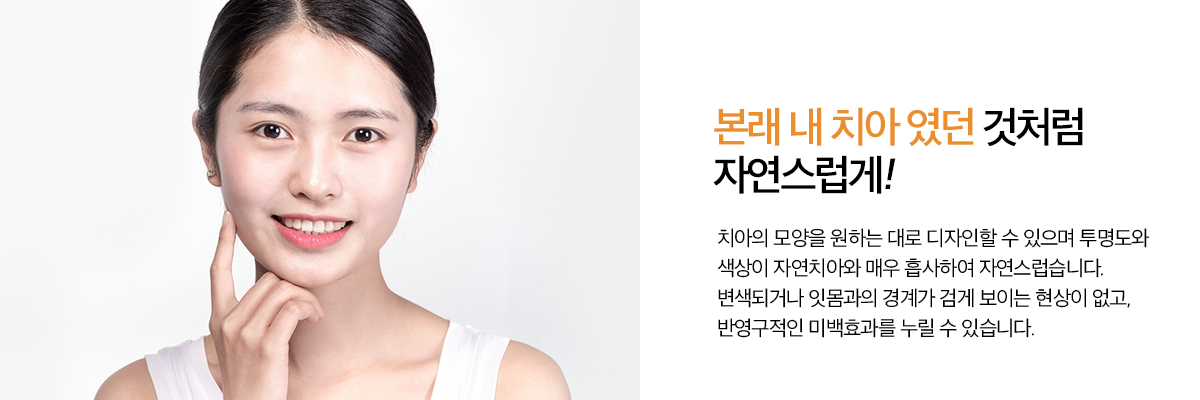 본래 내 치아 였던 것처럼
자연스럽게!
치아의 모양을 원하는 대로 디자인할 수 있으며 투명도와
색상이 자연치아와 매우 흡사하여 자연스럽습니다.
변색되거나 잇몸과의 경계가 검게 보이는 현상이 없고,
반영구적인 미백효과를 누릴 수 있습니다.